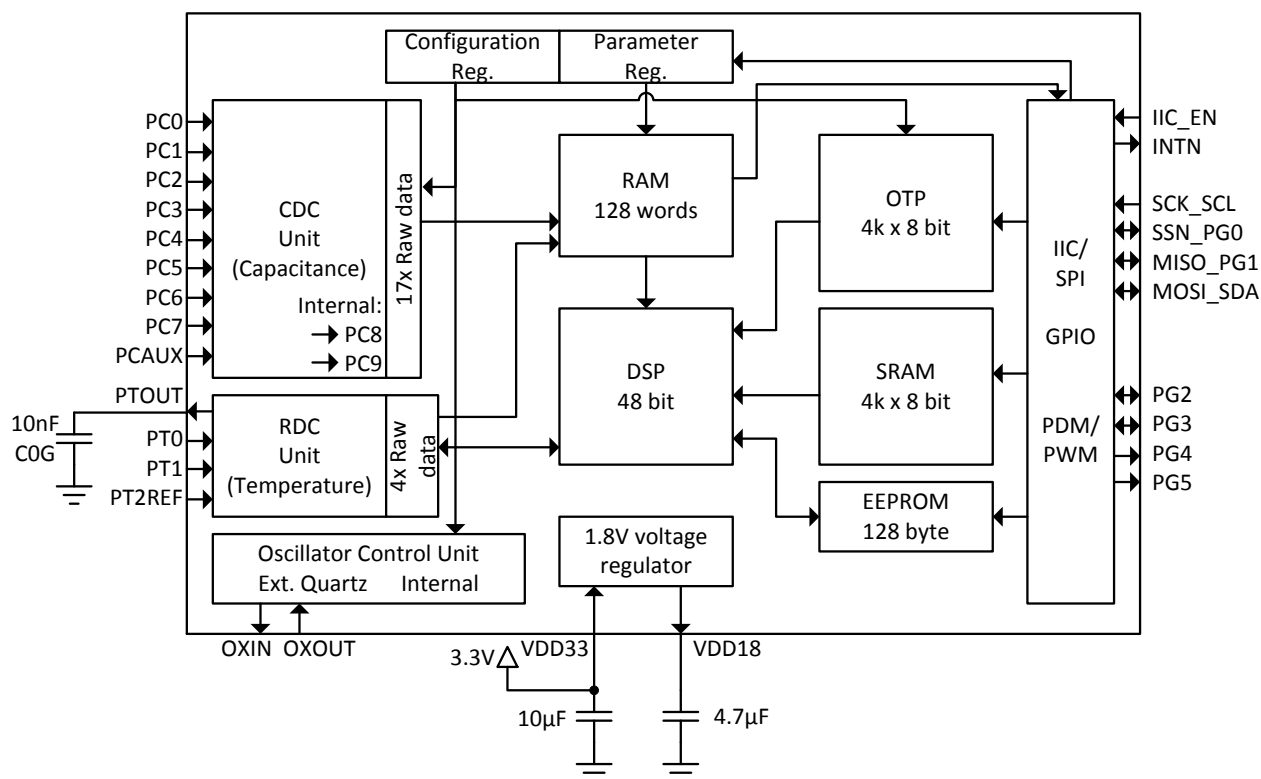 Configuration
Reg.
Parameter
Reg.
PC0
PC1
PC2
PC3
PC4
PC5
PC6
PC7
PCAUX
CDC
Unit
(Capacitance)
Internal:
PC8
PC9
17x Raw data
RAM
128 words
OTP
4k x 8 bit
DSP
48 bit
SRAM
4k x 8 bit
EEPROM
128 byte
IIC/
SPI
GPIO
PDM/
PWM
IIC_EN
INTN
SCK_SCL
SSN_PG0
MISO_PG1
MOSI_SDA
PG2
PG3
PG4
PG5
PTOUT
10nF
C0G
PT0
PT1
PT2REF
RDC
Unit
(Temperature)
4x Raw
data
Oscillator Control Unit
Ext. Quartz Internal
1.8V voltage
regulator
OXIN OXOUT
3.3V
VDD33
VDD18
10µF
4.7µF